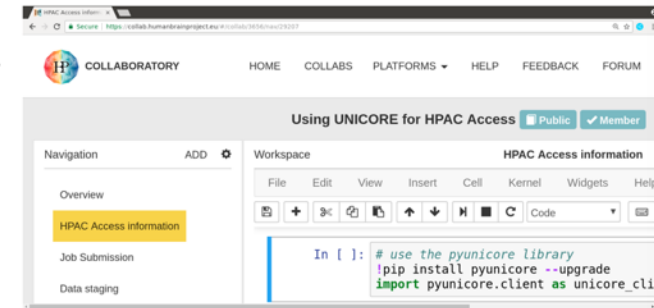 HPAC Access inform
Secure | https://collab.humanbrainproject.eu/#/collab/3656/nav/29207
HP COLLABORATORY HOME COLLABS PLATFORMS HELP FEEDBACK FORUM
Using UNICORE for HPAC Access Public Member
Navigation ADD Workspace HPAC Access information
File Edit View Insert Cell Kernel Widgets Help
Overview
Code
HPAC Access information
Job Submission
In [ ]: # use the pyunicore library
!pip install pyunicore --upgrade
Data staging
import pyunicore.client as unicore_cli